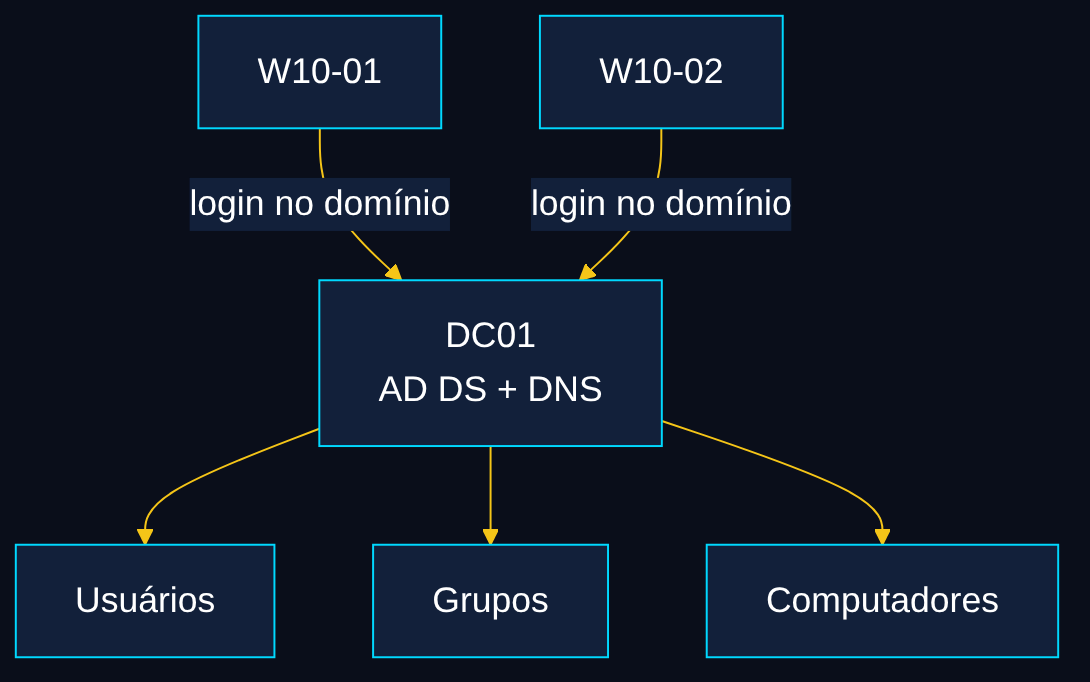 W10-01
W10-02
login no domínio
login no domínio
DC01
AD DS + DNS
Usuários
Grupos
Computadores